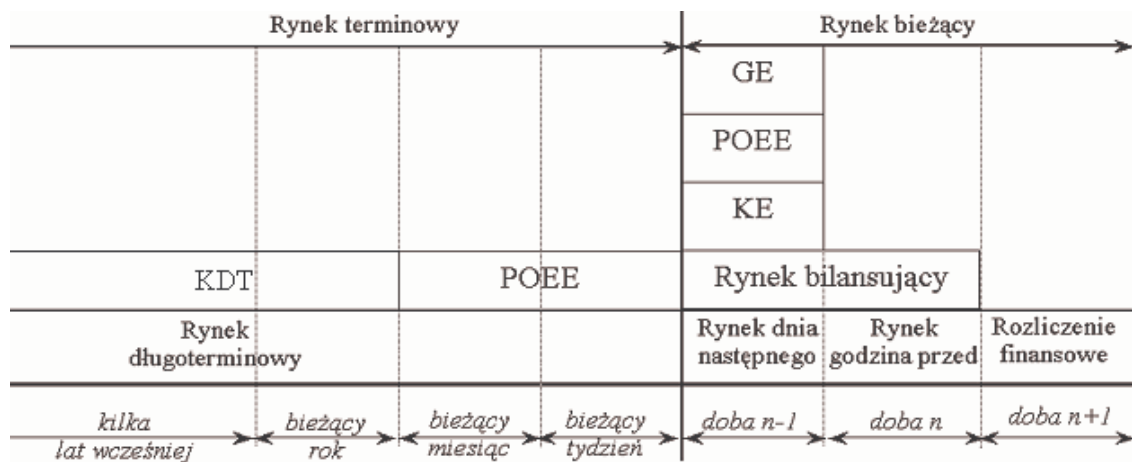 Rynek terminowy
Rynek bieżący
GE
POEE
KE
KDT
POEE
Rynek bilansujący
Rynek
długoterminowy
Rynek dnia
następnego
Rynek
godzina przed
Rozliczenie
finansowe
kilka
lat wcześniej
bieżący
rok
bieżący
miesiąc
bieżący
tydzień
doba n-1
doba n
doba n+1